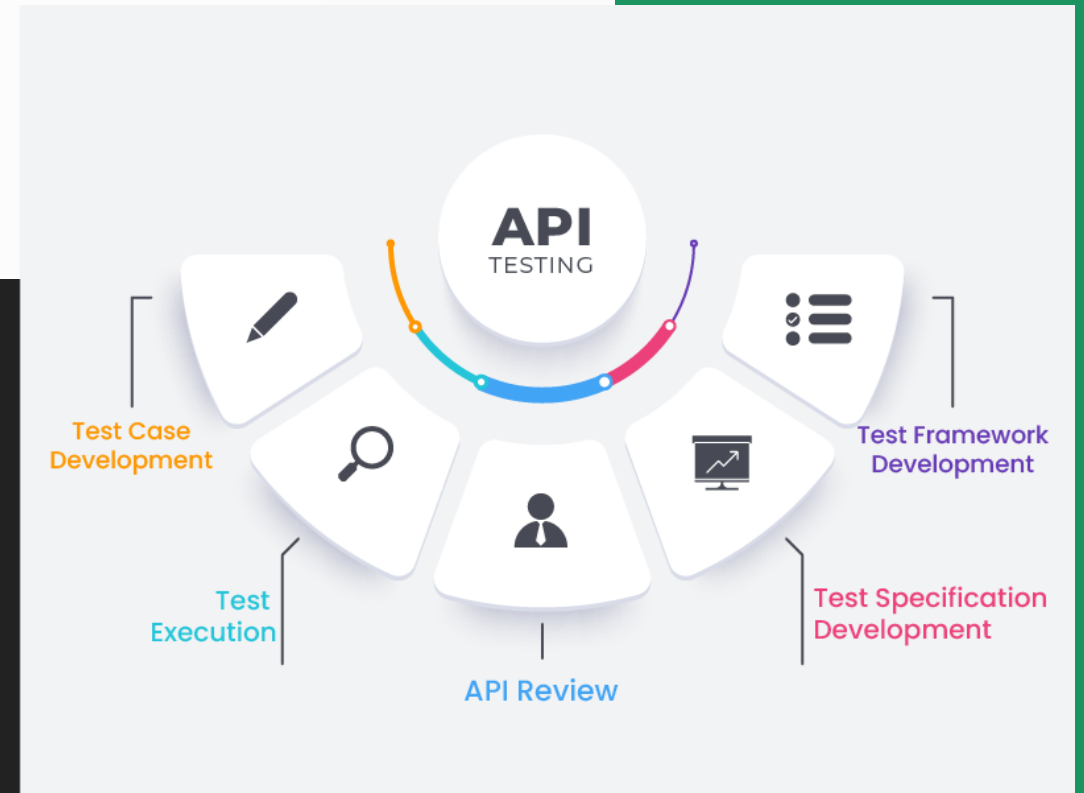 API
TESTING
Test Case
Development
Test Framework
Development
Test
Execution
Test Specification
Development
API Review